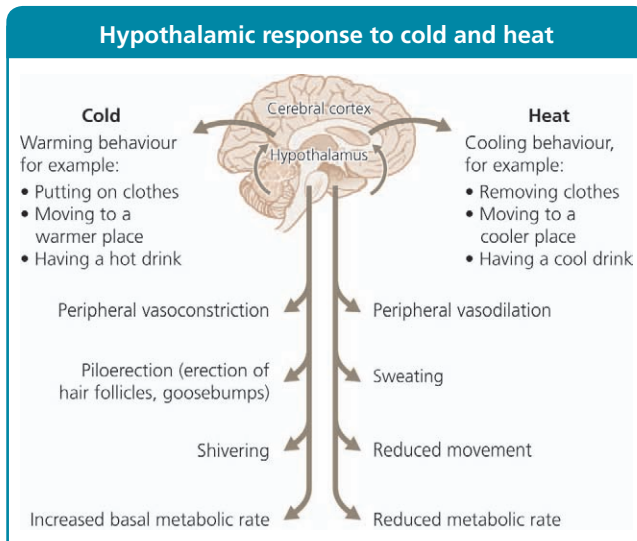 Hypothalamic response to cold and heat
Cerebral cortex
Hypothalamus
Cold
Warming behaviour
for example:
• Putting on clothes
• Moving to a
warmer place
• Having a hot drink
Heat
Cooling behaviour,
for example:
• Removing clothes
• Moving to a
cooler place
• Having a cool drink
Peripheral vasoconstriction
Peripheral vasodilation
Piloerection (erection of
hair follicles, goosebumps)
Sweating
Shivering
Reduced movement
Increased basal metabolic rate
Reduced metabolic rate